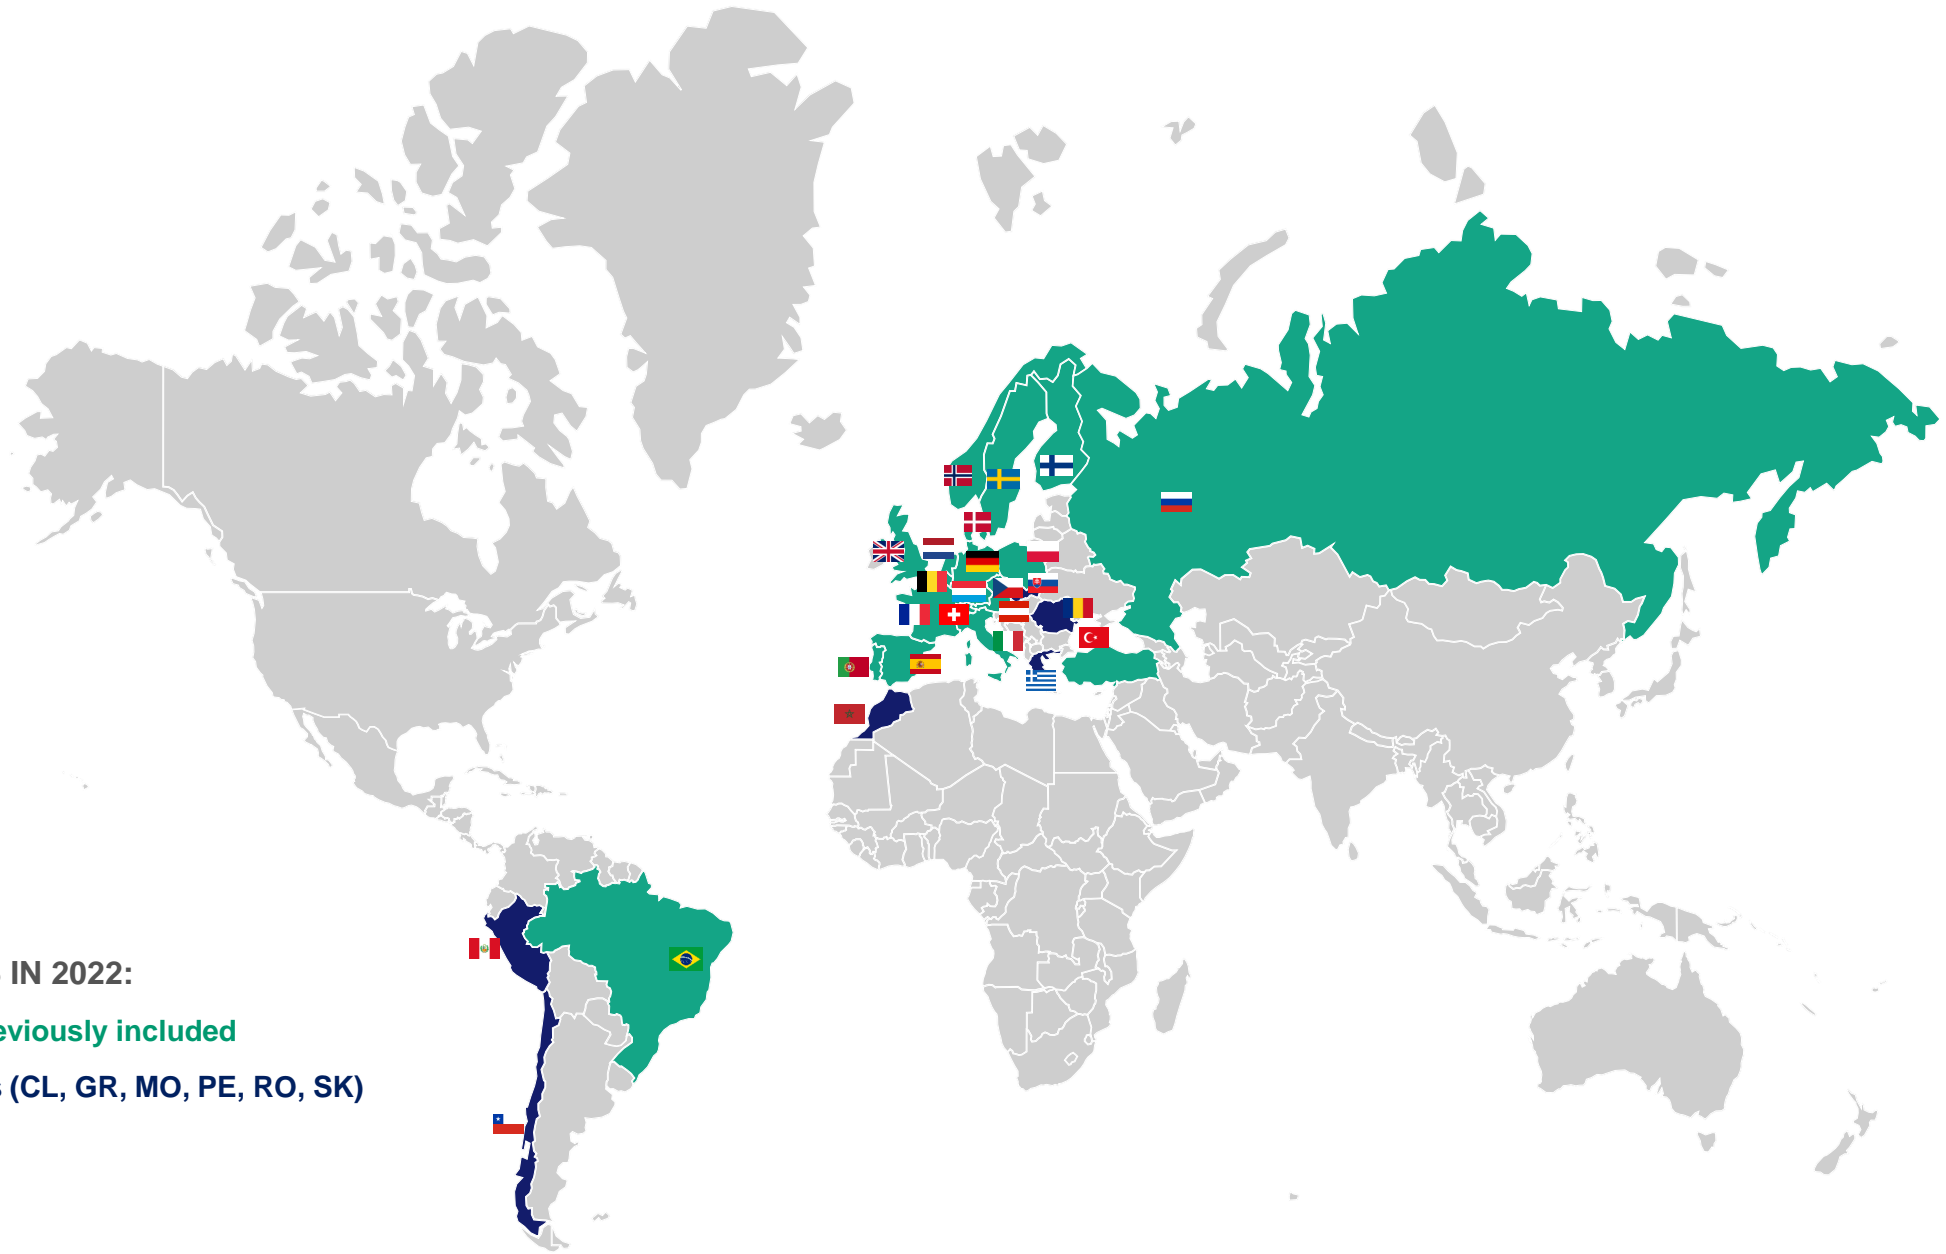 IN 2022:
eviously included
(CL, GR, MO, PE, RO, SK)